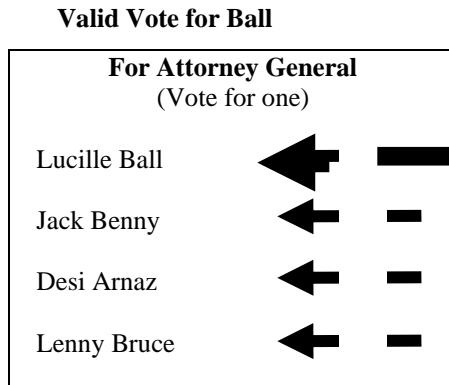 Valid Vote for Ball
For Attorney General
(Vote for one)
Lucille Ball
Jack Benny
Desi Arnaz
Lenny Bruce